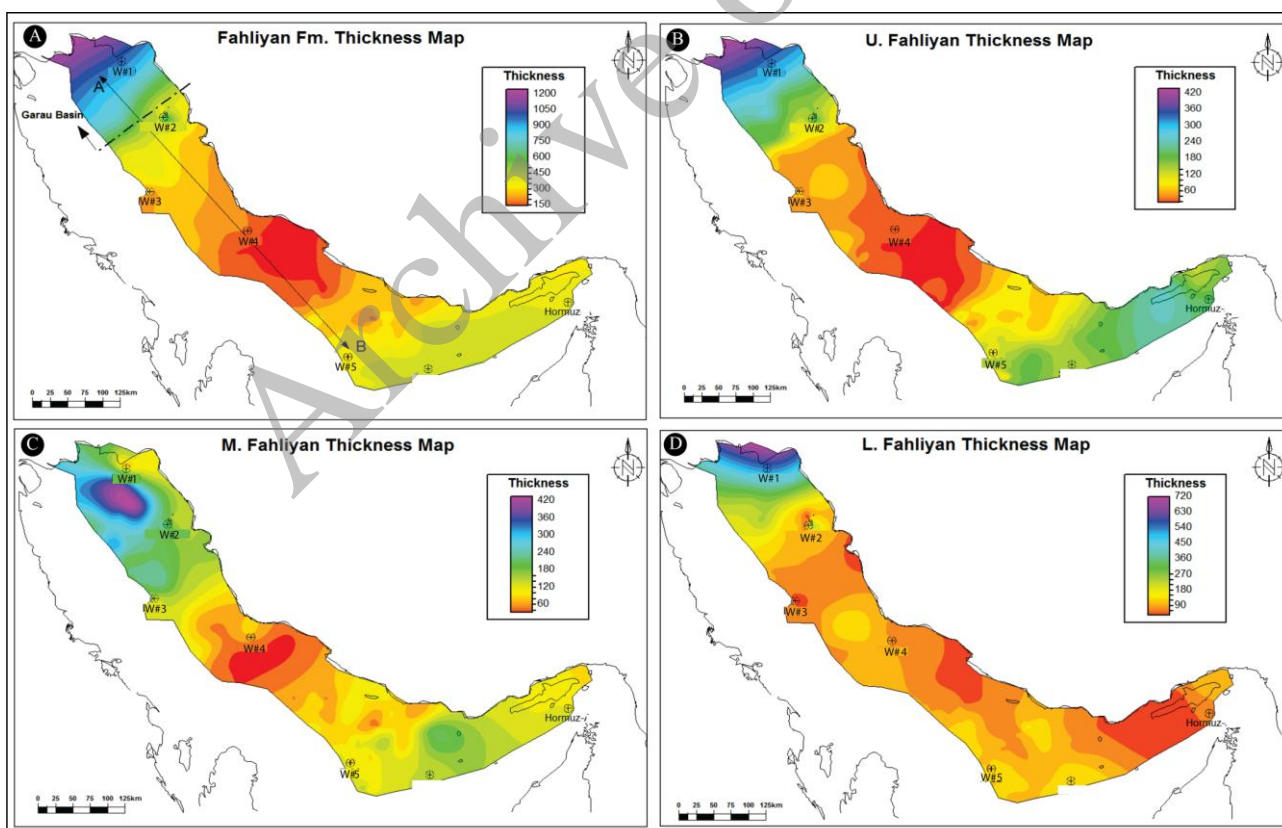 A
Fahliyan Fm. Thickness Map
N
Thickness
1200
1050
900
750
600
450
300
150
W#1
A
Garau Basin
W#2
W#3
W#4
B
W#5
Hormuz
0 25 50 75 100 125km
B
U. Fahliyan Thickness Map
N
Thickness
420
360
300
240
180
120
60
W#1
W#2
W#3
W#4
W#5
Hormuz
0 25 50 75 100 125km
C
M. Fahliyan Thickness Map
N
Thickness
420
360
300
240
180
120
60
W#1
W#2
W#3
W#4
W#5
Hormuz
0 25 50 75 100 125km
D
L. Fahliyan Thickness Map
N
Thickness
720
630
540
450
360
270
180
90
W#1
W#2
W#3
W#4
W#5
Hormuz
0 25 50 75 100 125km
Archive